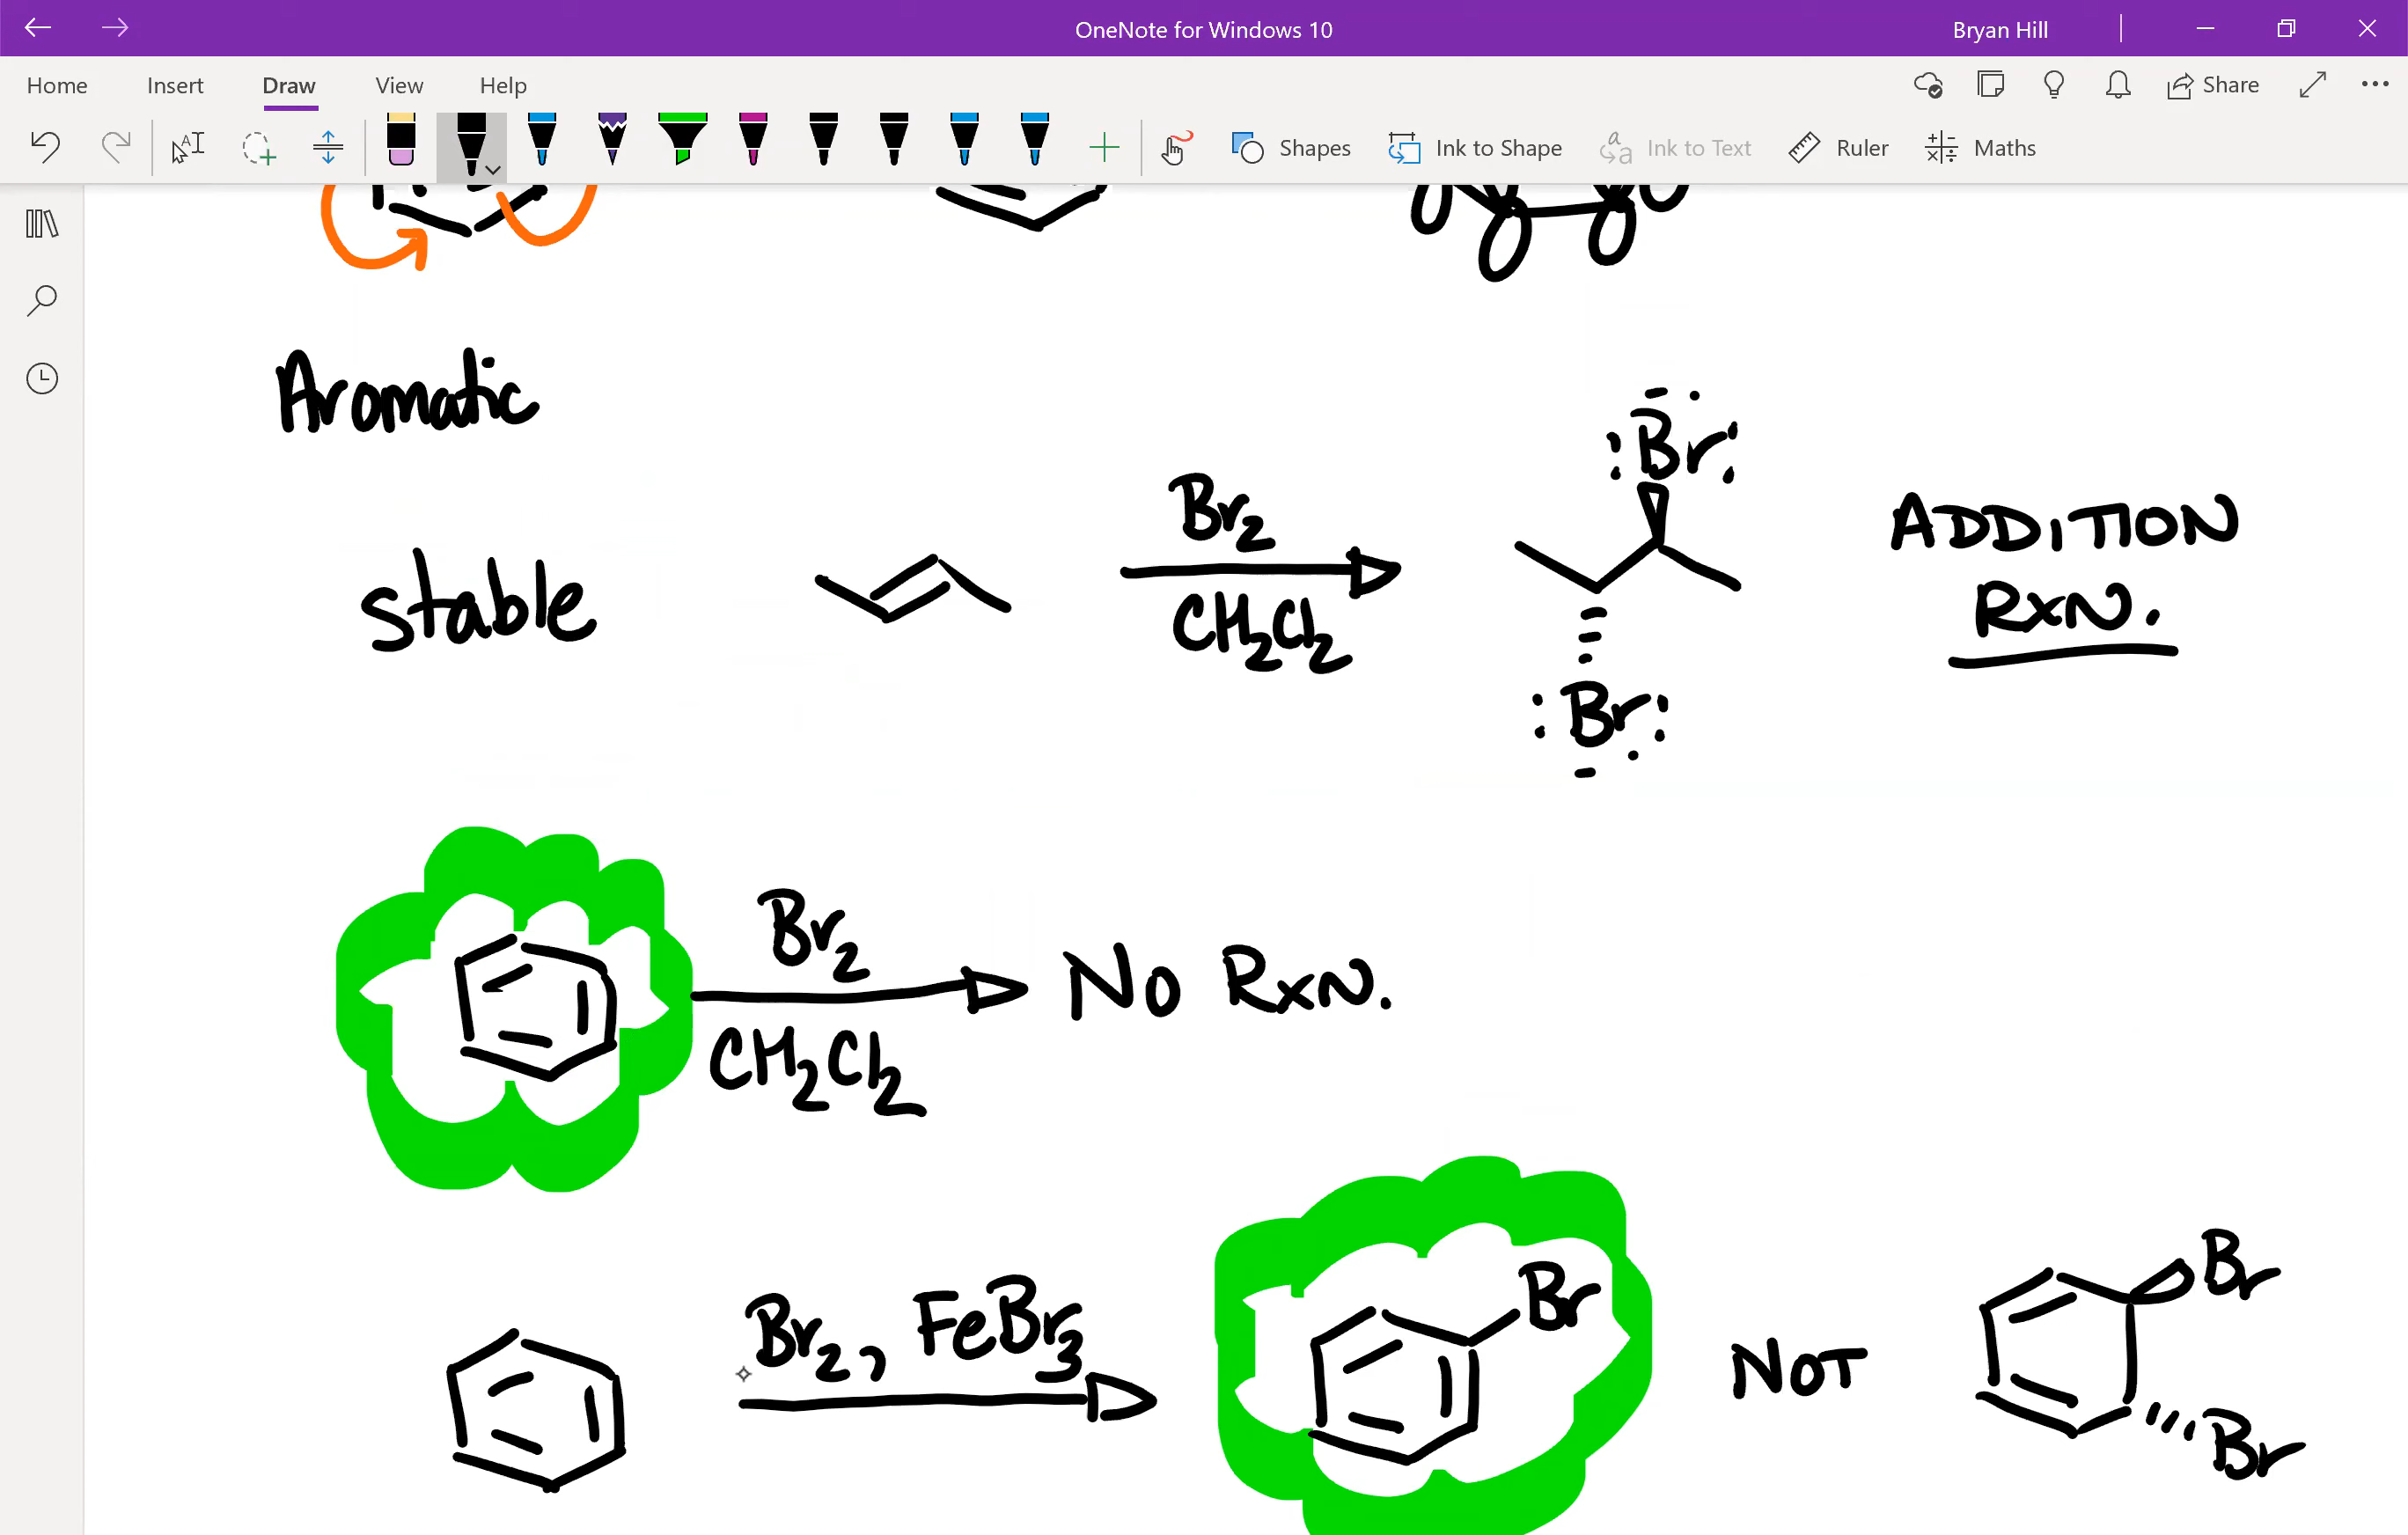 OneNote for Windows 10
Bryan Hill
Home Insert Draw View Help
Share
Shapes Ink to Shape Ink to Text Ruler Maths
Aromatic
:Br:
Br2
ADDITION
stable
CH2Cl2
RXN.
:Br:
Br2
No RXN.
CH2Cl2
Br
Br
Br2, FeBr3
NOT
Br